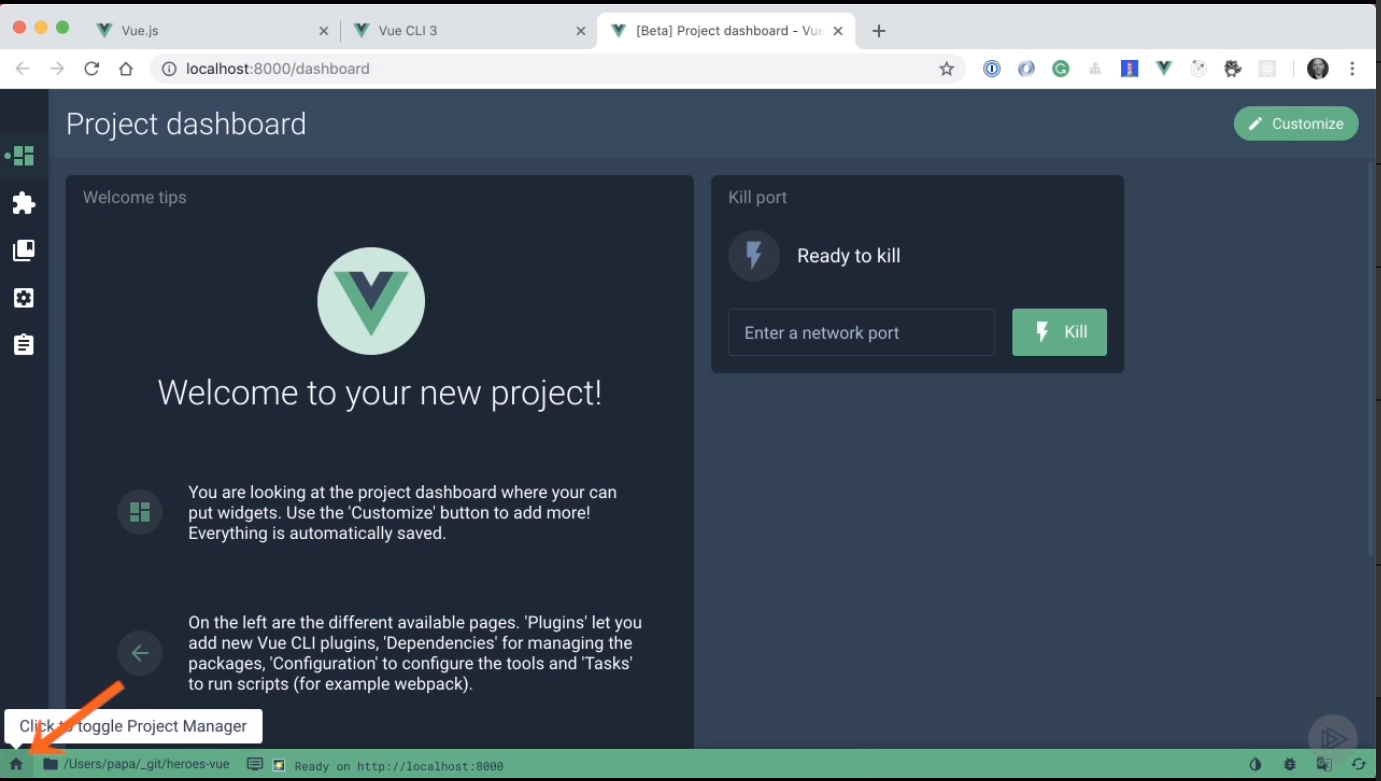 Vue.js
Vue CLI 3
[Beta] Project dashboard - Vue
localhost:8000/dashboard
Project dashboard
Customize
Welcome tips
Welcome to your new project!
You are looking at the project dashboard where your can
put widgets. Use the 'Customize' button to add more!
Everything is automatically saved.
On the left are the different available pages. 'Plugins' let you
add new Vue CLI plugins, 'Dependencies' for managing the
packages, 'Configuration' to configure the tools and 'Tasks'
to run scripts (for example webpack).
Kill port
Ready to kill
Enter a network port
Kill
Click to toggle Project Manager
/Users/papa/_git/heroes-vue
Ready on http://localhost:8000